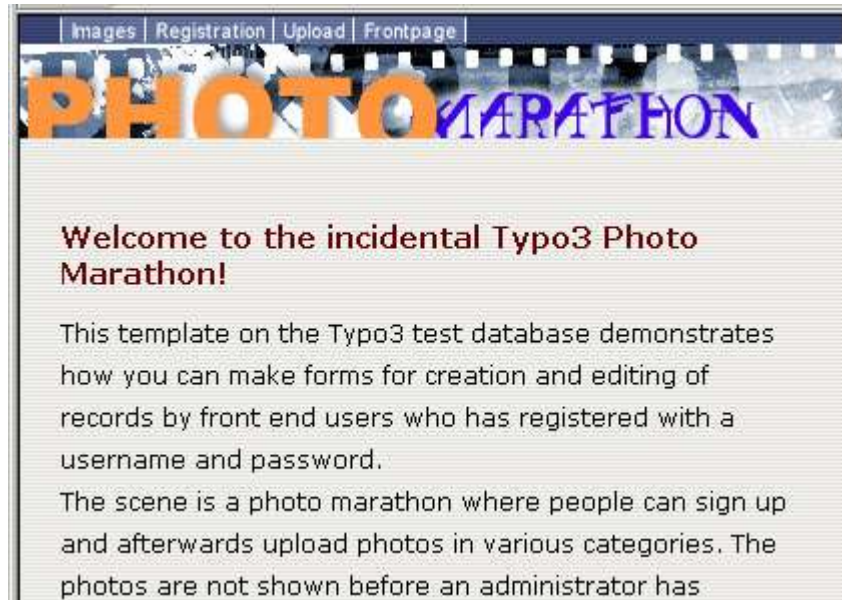 Images | Registration | Upload | Frontpage |
PHOTO MARATHON
Welcome to the incidental Typo3 Photo
Marathon!
This template on the Typo3 test database demonstrates
how you can make forms for creation and editing of
records by front end users who has registered with a
username and password.
The scene is a photo marathon where people can sign up
and afterwards upload photos in various categories. The
photos are not shown before an administrator has